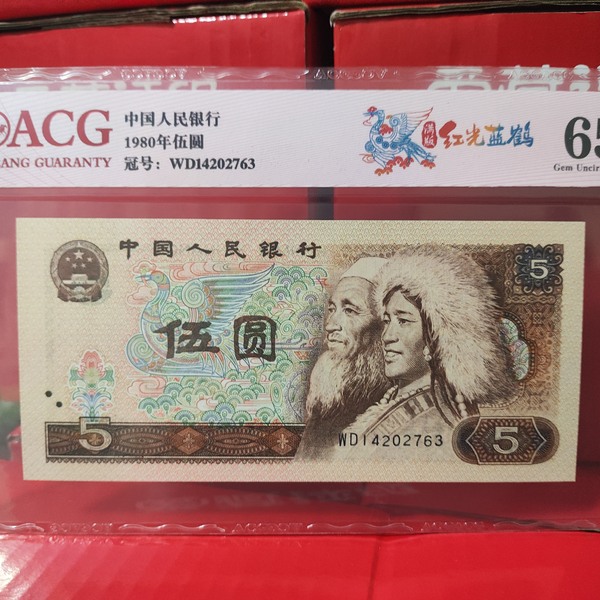 ACG
ANG GUARANTY
中国人民银行
1980年伍圆
冠号：WD14202763
满版
红光蓝鹤
65
Gem Uncir
中国人民银行
伍圆
5
5
5
WD14202763